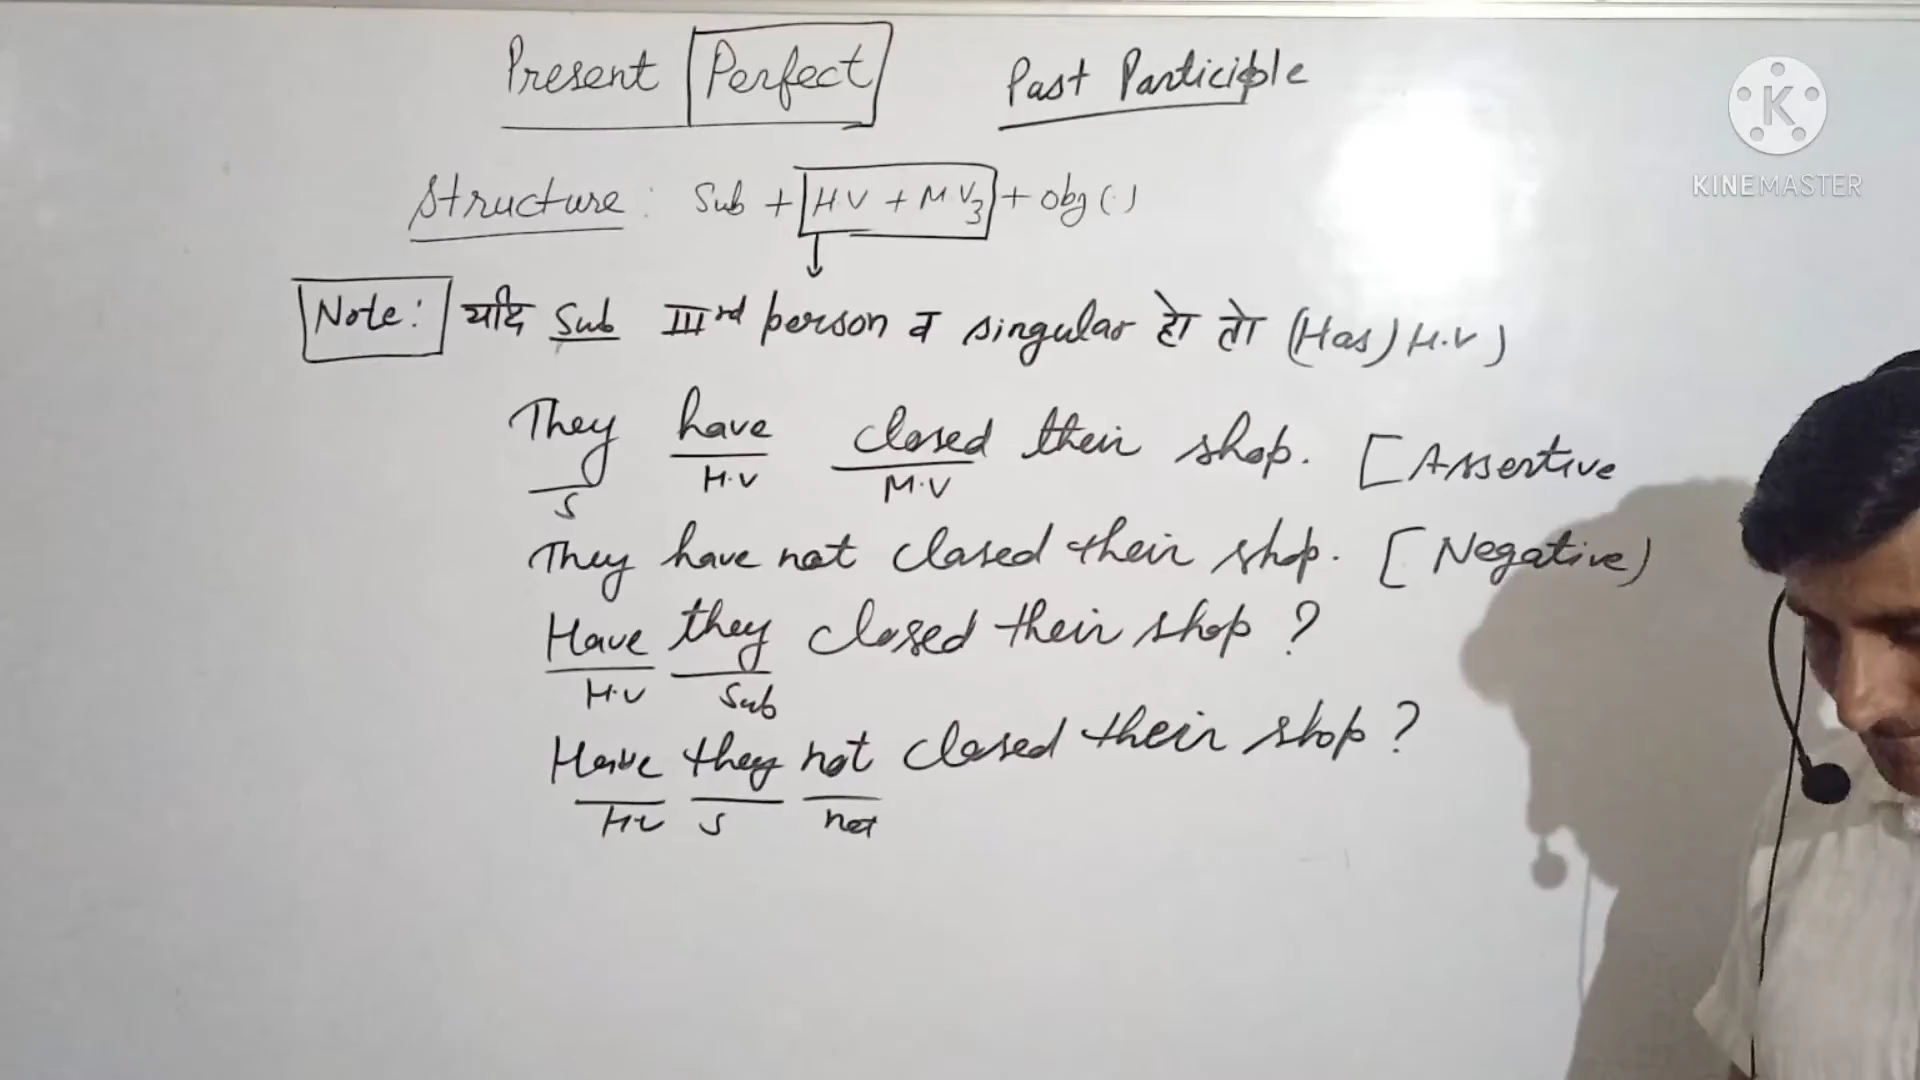 Present Perfect Past Participle
KINEMASTER
Structure: Sub + HV + MV3 + obj (.)
Note: यदि Sub IIIrd person व singular हो तो (Has) H.V)
They have closed their shop. [Assertive
S H.V M.V
They have not closed their shop. [Negative)
Have they closed their shop ?
H.V Sub
Have they not closed their shop ?
H.V S not